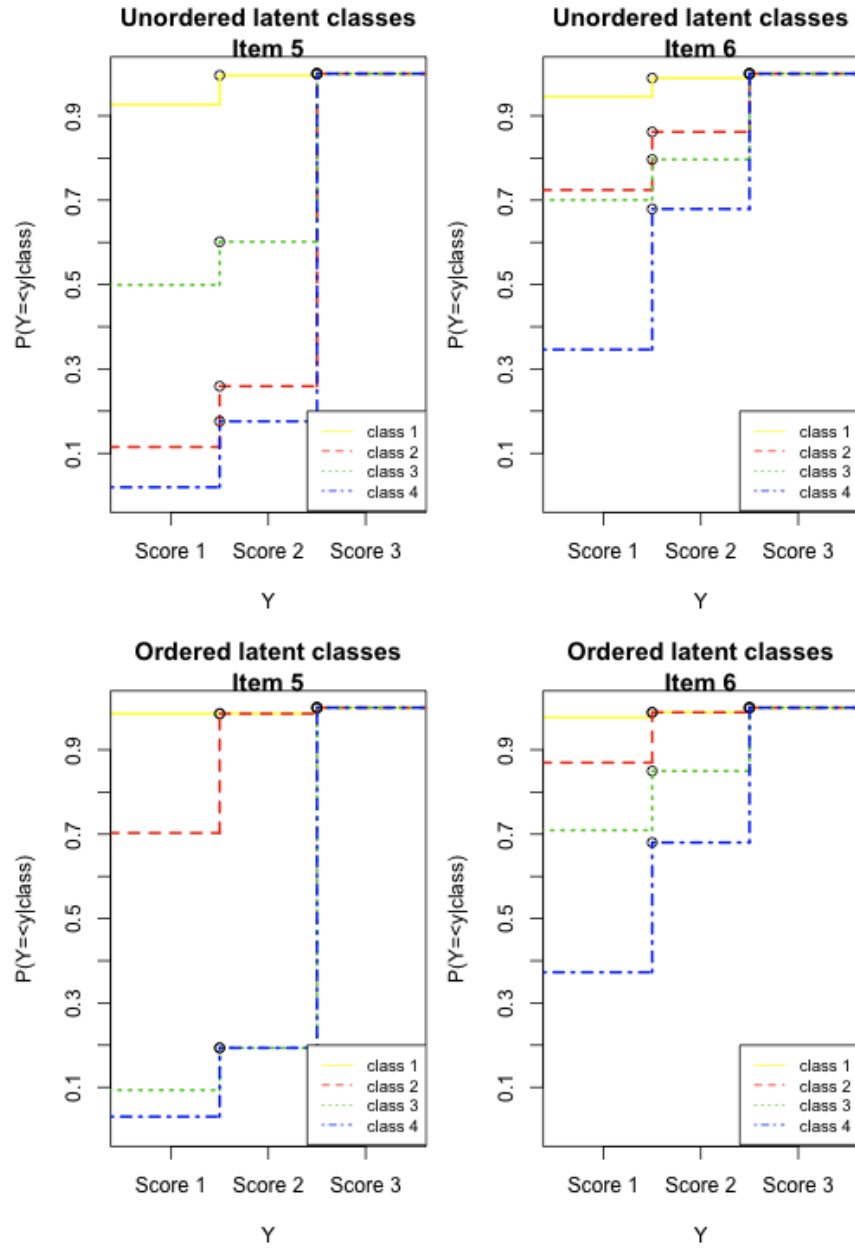 Unordered latent classes
Item 5
P(Y=<y|class)
0.9
0.7
0.5
0.3
0.1
class 1
class 2
class 3
class 4
Score 1 Score 2 Score 3
Y
Unordered latent classes
Item 6
P(Y=<y|class)
0.9
0.7
0.5
0.3
0.1
class 1
class 2
class 3
class 4
Score 1 Score 2 Score 3
Y
Ordered latent classes
Item 5
P(Y=<y|class)
0.9
0.7
0.5
0.3
0.1
class 1
class 2
class 3
class 4
Score 1 Score 2 Score 3
Y
Ordered latent classes
Item 6
P(Y=<y|class)
0.9
0.7
0.5
0.3
0.1
class 1
class 2
class 3
class 4
Score 1 Score 2 Score 3
Y